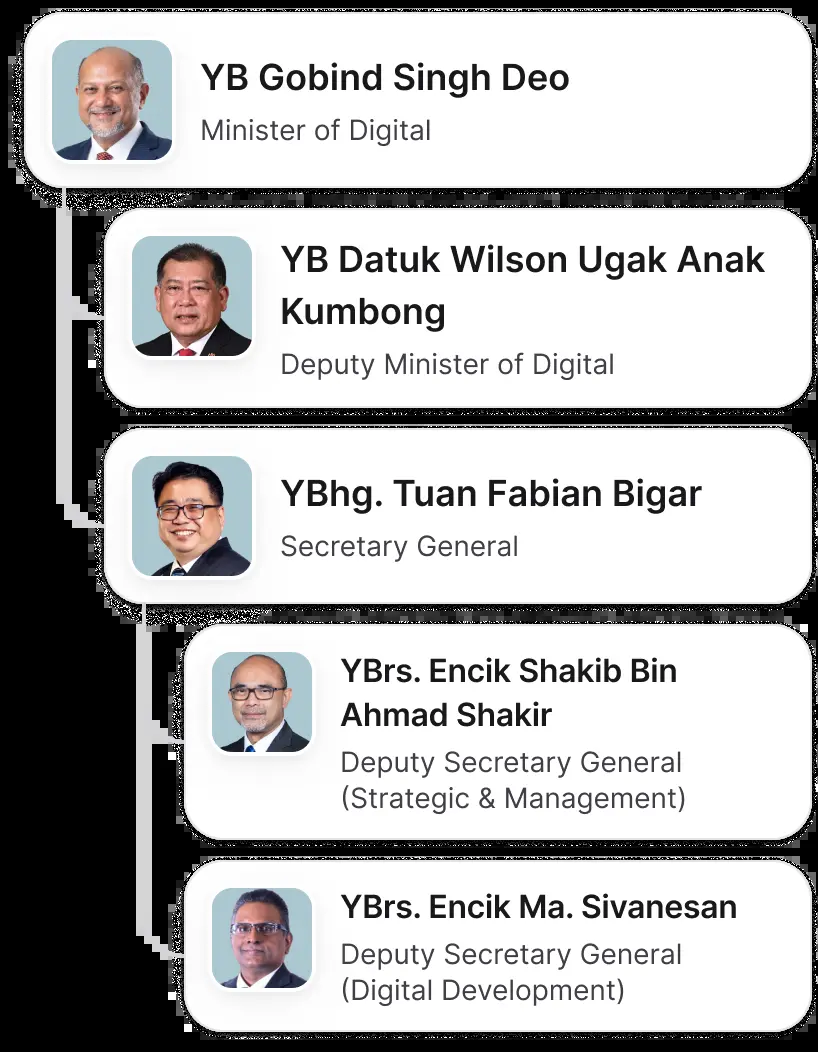 YB Gobind Singh Deo
Minister of Digital
YB Datuk Wilson Ugak Anak
Kumbong
Deputy Minister of Digital
YBhg. Tuan Fabian Bigar
Secretary General
YBrs. Encik Shakib Bin
Ahmad Shakir
Deputy Secretary General
(Strategic & Management)
YBrs. Encik Ma. Sivanesan
Deputy Secretary General
(Digital Development)